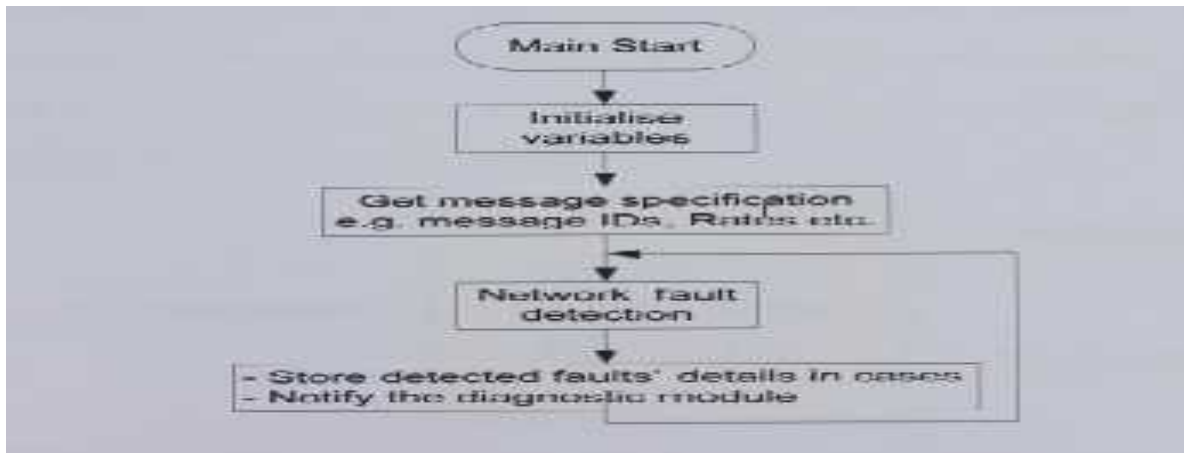 Main Start
Initialise
variables
Get message specification
e.g. message IDs, Rates etc.
Network fault
detection
- Store detected faults' details in cases
- Notify the diagnostic module